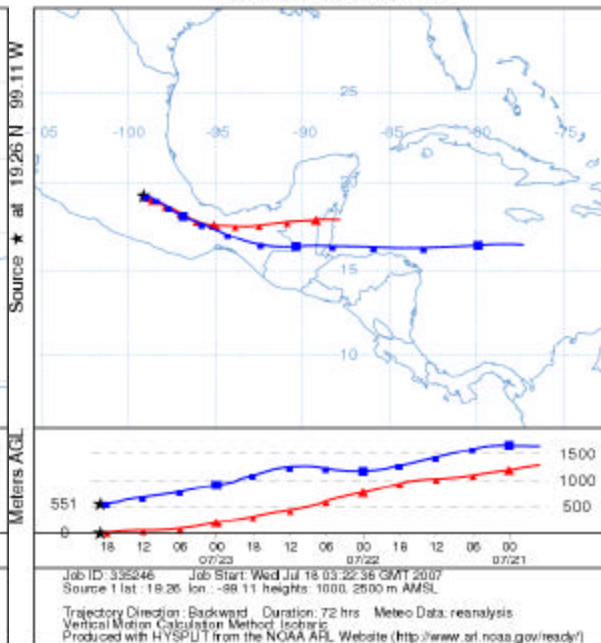 Source ★ at 19.26 N 99.11 W
25
05 -100 -95 -90 -85 -80 -75
15
10
Meters AGL
1500
1000
500
551
0
18 12 06 00 18 12 06 00 18 12 06 00
07/23 07/22 07/21
Job ID: 335246 Job Start: Wed Jul 18 03:22:36 GMT 2007
Source 1 lat.: 19.26 lon.: -99.11 heights: 1000, 2500 m AMSL
Trajectory Direction: Backward Duration: 72 hrs Meteo Data: reanalysis
Vertical Motion Calculation Method: Isobaric
Produced with HYSPLIT from the NOAA ARL Website (http://www.arl.noaa.gov/ready/)